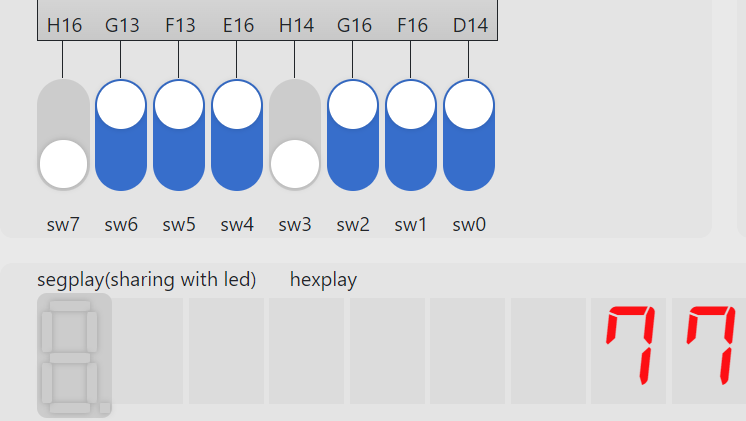 H16 G13 F13 E16 H14 G16 F16 D14
sw7 sw6 sw5 sw4 sw3 sw2 sw1 sw0
segplay(sharing with led) hexplay
77